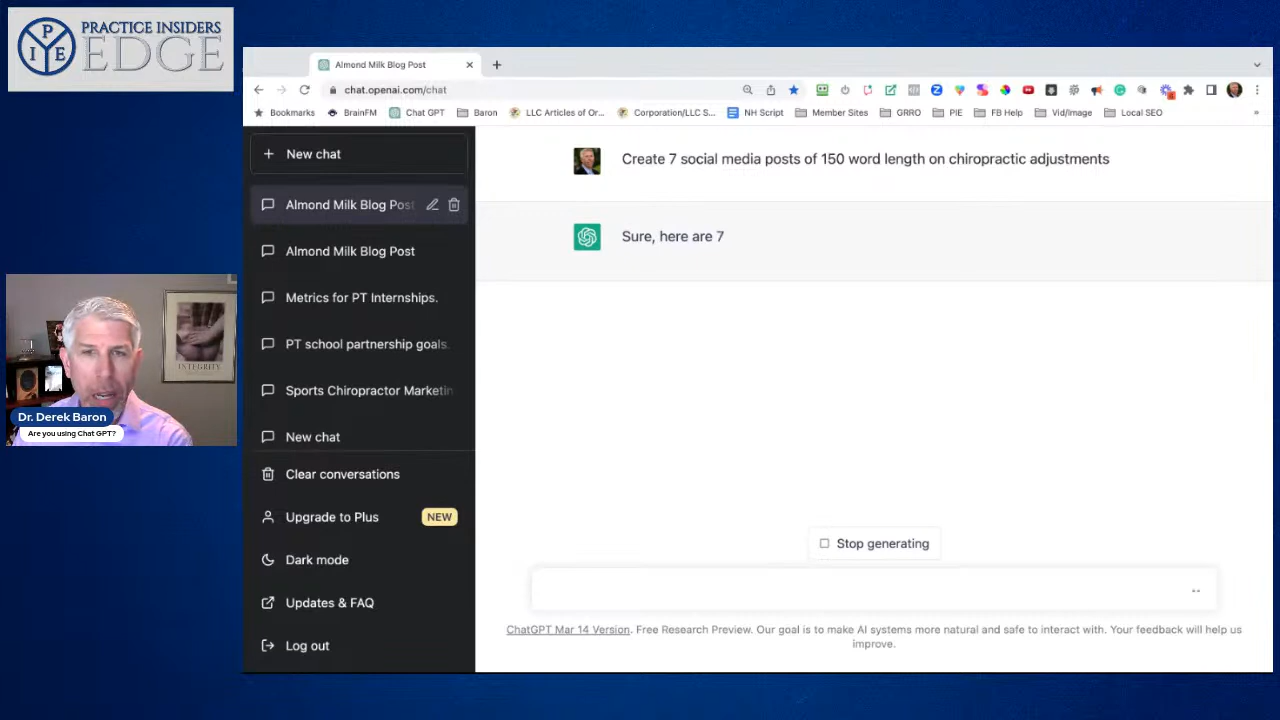 PRACTICE INSIDERS
EDGE
P
I
E
Almond Milk Blog Post
chat.openai.com/chat
Bookmarks
BrainFM
Chat GPT
Baron
LLC Articles of Or...
Corporation/LLC S...
NH Script
Member Sites
GRRO
PIE
FB Help
Vid/Image
Local SEO
New chat
Almond Milk Blog Post
Almond Milk Blog Post
Metrics for PT Internships.
PT school partnership goals.
Sports Chiropractor Marketin
New chat
Clear conversations
Upgrade to Plus
NEW
Dark mode
Updates & FAQ
Log out
Create 7 social media posts of 150 word length on chiropractic adjustments
Sure, here are 7
Stop generating
ChatGPT Mar 14 Version. Free Research Preview. Our goal is to make AI systems more natural and safe to interact with. Your feedback will help us
improve.
INTEGRITY
Dr. Derek Baron
Are you using Chat GPT?